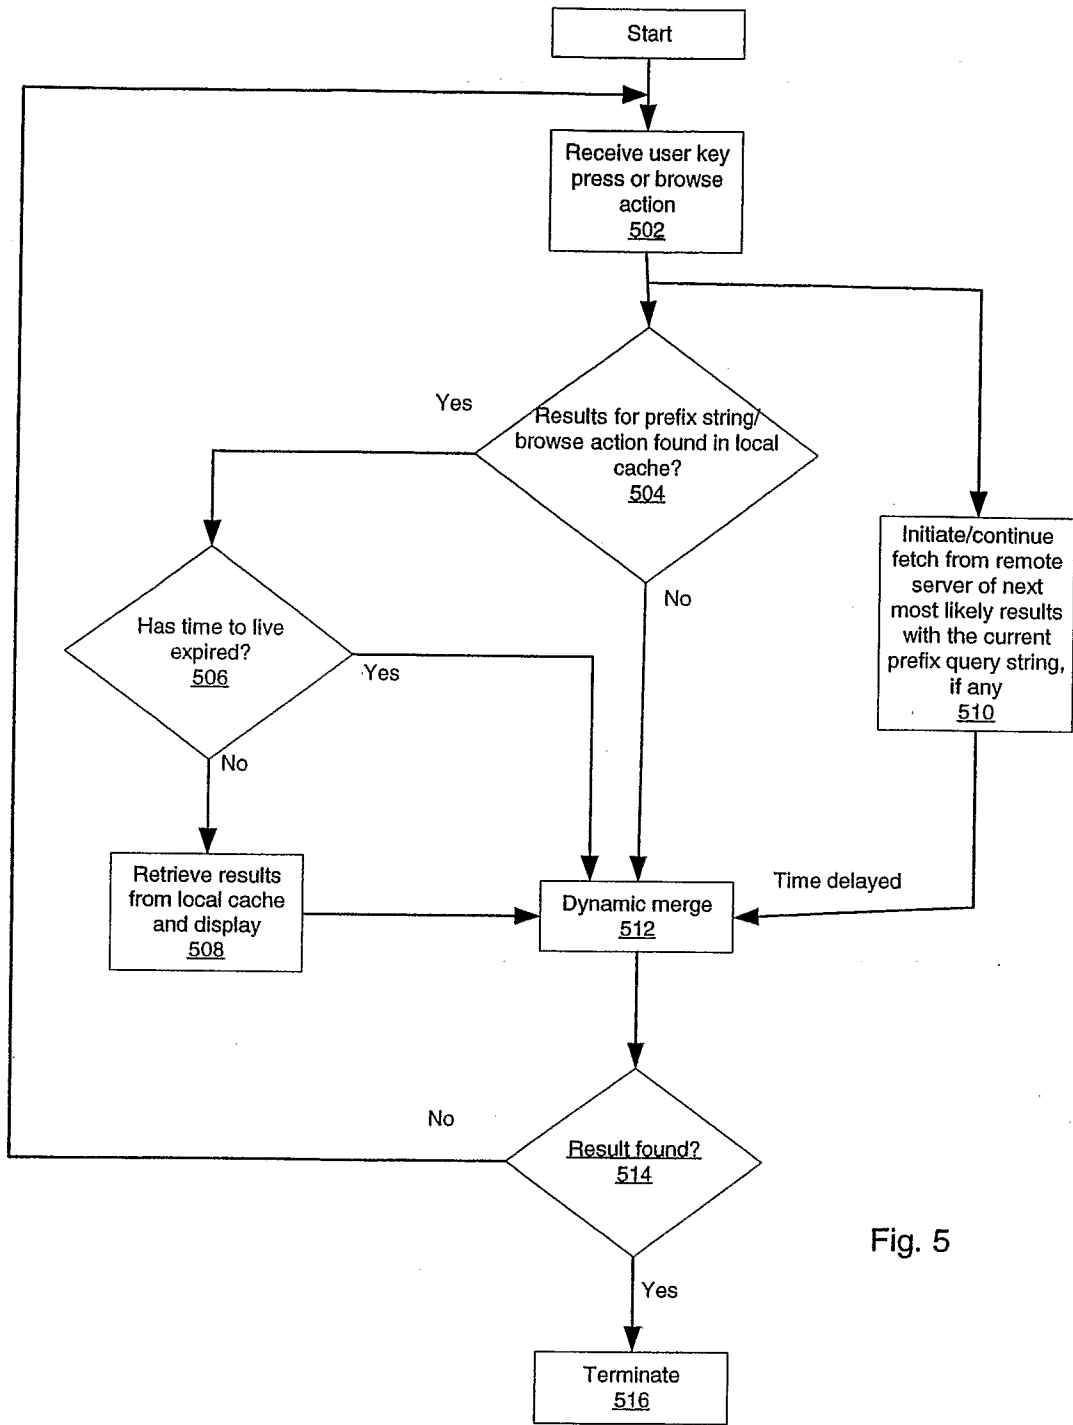 Start
Receive user key
press or browse
action
502
Yes
Results for prefix string/
browse action found in local
cache?
504
No
Initiate/continue
fetch from remote
server of next
most likely results
with the current
prefix query string,
if any
510
Has time to live
expired?
506
Yes
No
Retrieve results
from local cache
and display
508
Dynamic merge
512
Time delayed
No
Result found?
514
Yes
Fig. 5
Terminate
516